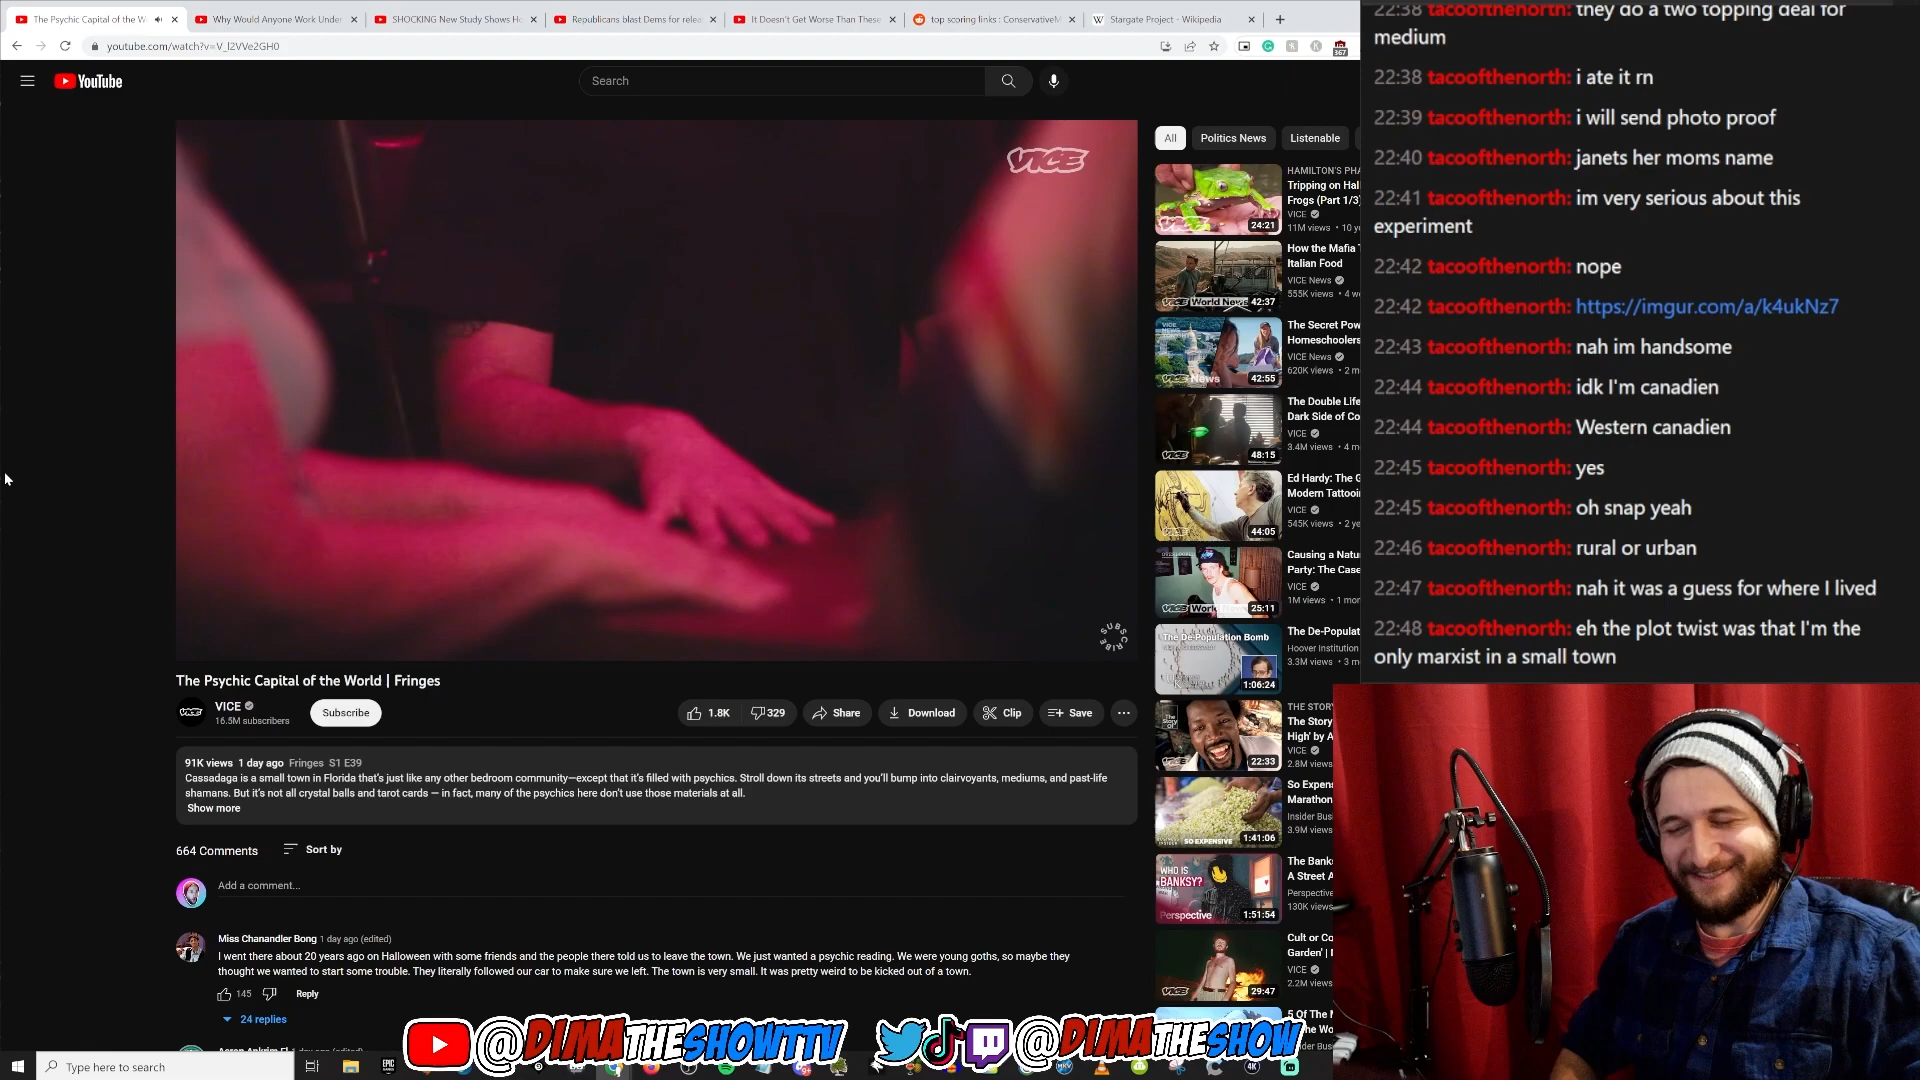 The Psychic Capital of the W
Why Would Anyone Work Under
SHOCKING New Study Shows H
Republicans blast Dems for relea
It Doesn't Get Worse Than These
top scoring links : ConservativeM
Stargate Project - Wikipedia
youtube.com/watch?v=V_l2VVe2GH0
367
YouTube
Search
VICE
SUBSCRIBE
The Psychic Capital of the World | Fringes
VICE
16.5M subscribers
Subscribe
1.8K
329
Share
Download
Clip
Save
91K views 1 day ago Fringes S1 E39
Cassadaga is a small town in Florida that's just like any other bedroom community—except that it's filled with psychics. Stroll down its streets and you'll bump into clairvoyants, mediums, and past-life
shamans. But it's not all crystal balls and tarot cards — in fact, many of the psychics here don't use those materials at all.
Show more
664 Comments
Sort by
Add a comment...
Miss Chanandler Bong 1 day ago (edited)
I went there about 20 years ago on Halloween with some friends and the people there told us to leave the town. We just wanted a psychic reading. We were young goths, so maybe they
thought we wanted to start some trouble. They literally followed our car to make sure we left. The town is very small. It was pretty weird to be kicked out of a town.
145
Reply
24 replies
All
Politics News
Listenable
HAMILTON'S PHA
Tripping on Hal
Frogs (Part 1/3)
VICE
11M views • 10 y
24:21
How the Mafia
Italian Food
VICE News
555K views • 4 w
VICE World News
42:37
The Secret Pow
Homeschoolers
VICE News
620K views • 2 m
42:55
The Double Life
Dark Side of Co
VICE
3.4M views • 4 m
48:15
Ed Hardy: The G
Modern Tattooi
VICE
545K views • 2 ye
44:05
Causing a Natu
Party: The Case
VICE
1M views • 1 mor
25:11
The De-Populat
Hoover Institution
3.3M views • 3 m
The De-Population Bomb
1:06:24
THE STORY
The Story
High' by A
VICE
2.8M views
22:33
So Expens
Marathon
Insider Bus
3.9M views
SO EXPENSIVE
1:41:06
The Banks
A Street A
Perspective
130K views
WHO IS
BANKSY?
Perspective
1:51:54
Cult or Co
Garden' |
VICE
2.2M views
29:47
5 Of The M
22:38 they do a two topping deal for
medium
22:38 tacoofthenorth: i ate it rn
22:39 tacoofthenorth: i will send photo proof
22:40 tacoofthenorth: janets her moms name
22:41 tacoofthenorth: im very serious about this
experiment
22:42 tacoofthenorth: nope
22:42 tacoofthenorth: https://imgur.com/a/k4ukNz7
22:43 tacoofthenorth: nah im handsome
22:44 tacoofthenorth: idk I'm canadien
22:44 tacoofthenorth: Western canadien
22:45 tacoofthenorth: yes
22:45 tacoofthenorth: oh snap yeah
22:46 tacoofthenorth: rural or urban
22:47 tacoofthenorth: nah it was a guess for where I lived
22:48 tacoofthenorth: eh the plot twist was that I'm the
only marxist in a small town
@DIMATHESHOWTTV
@DIMATHESHOW
Type here to search